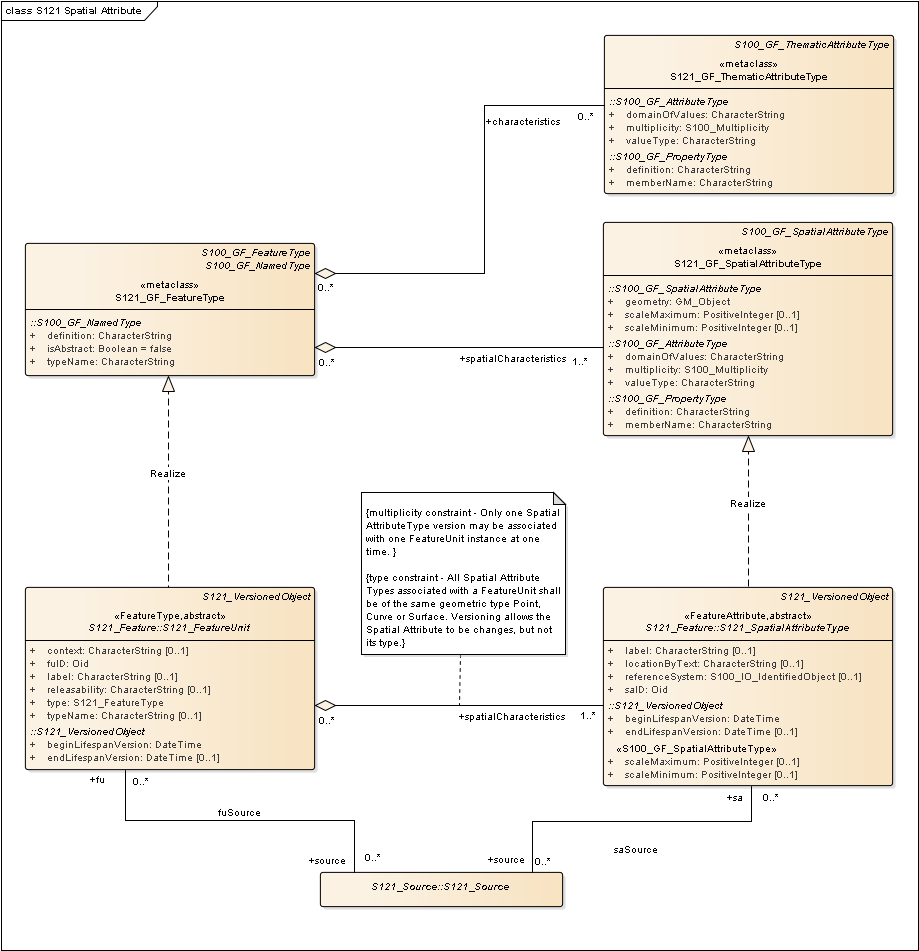 class S121 Spatial Attribute
S100_GF_ThematicAttributeType
«metaclass»
S121_GF_ThematicAttributeType
::S100_GF_AttributeType
+ domainOfValues: CharacterString
+ multiplicity: S100_Multiplicity
+ valueType: CharacterString
::S100_GF_PropertyType
+ definition: CharacterString
+ memberName: CharacterString
+characteristics
0..*
S100_GF_SpatialAttributeType
«metaclass»
S121_GF_SpatialAttributeType
::S100_GF_SpatialAttributeType
+ geometry: GM_Object
+ scaleMaximum: PositiveInteger [0..1]
+ scaleMinimum: PositiveInteger [0..1]
::S100_GF_AttributeType
+ domainOfValues: CharacterString
+ multiplicity: S100_Multiplicity
+ valueType: CharacterString
::S100_GF_PropertyType
+ definition: CharacterString
+ memberName: CharacterString
S100_GF_FeatureType
S100_GF_NamedType
«metaclass»
S121_GF_FeatureType
::S100_GF_NamedType
+ definition: CharacterString
+ isAbstract: Boolean = false
+ typeName: CharacterString
0..*
0..*
+spatialCharacteristics
1..*
Realize
Realize
{multiplicity constraint - Only one Spatial
AttributeType version may be associated
with one FeatureUnit instance at one
time. }
{type constraint - All Spatial Attribute
Types associated with a FeatureUnit shall
be of the same geometric type Point,
Curve or Surface. Versioning allows the
Spatial Attribute to be changes, but not
its type.}
S121_VersionedObject
«FeatureType,abstract»
S121_Feature::S121_FeatureUnit
+ context: CharacterString [0..1]
+ fuID: Oid
+ label: CharacterString [0..1]
+ releasability: CharacterString [0..1]
+ type: S121_FeatureType
+ typeName: CharacterString [0..1]
::S121_VersionedObject
+ beginLifespanVersion: DateTime
+ endLifespanVersion: DateTime [0..1]
S121_VersionedObject
«FeatureAttribute,abstract»
S121_Feature::S121_SpatialAttributeType
+ label: CharacterString [0..1]
+ locationByText: CharacterString [0..1]
+ referenceSystem: S100_IO_IdentifiedObject [0..1]
+ saID: Oid
::S121_VersionedObject
+ beginLifespanVersion: DateTime
+ endLifespanVersion: DateTime [0..1]
«S100_GF_SpatialAttributeType»
+ scaleMaximum: PositiveInteger [0..1]
+ scaleMinimum: PositiveInteger [0..1]
0..*
+spatialCharacteristics
1..*
+fu
0..*
+sa
0..*
fuSource
saSource
+source
0..*
+source
0..*
S121_Source::S121_Source